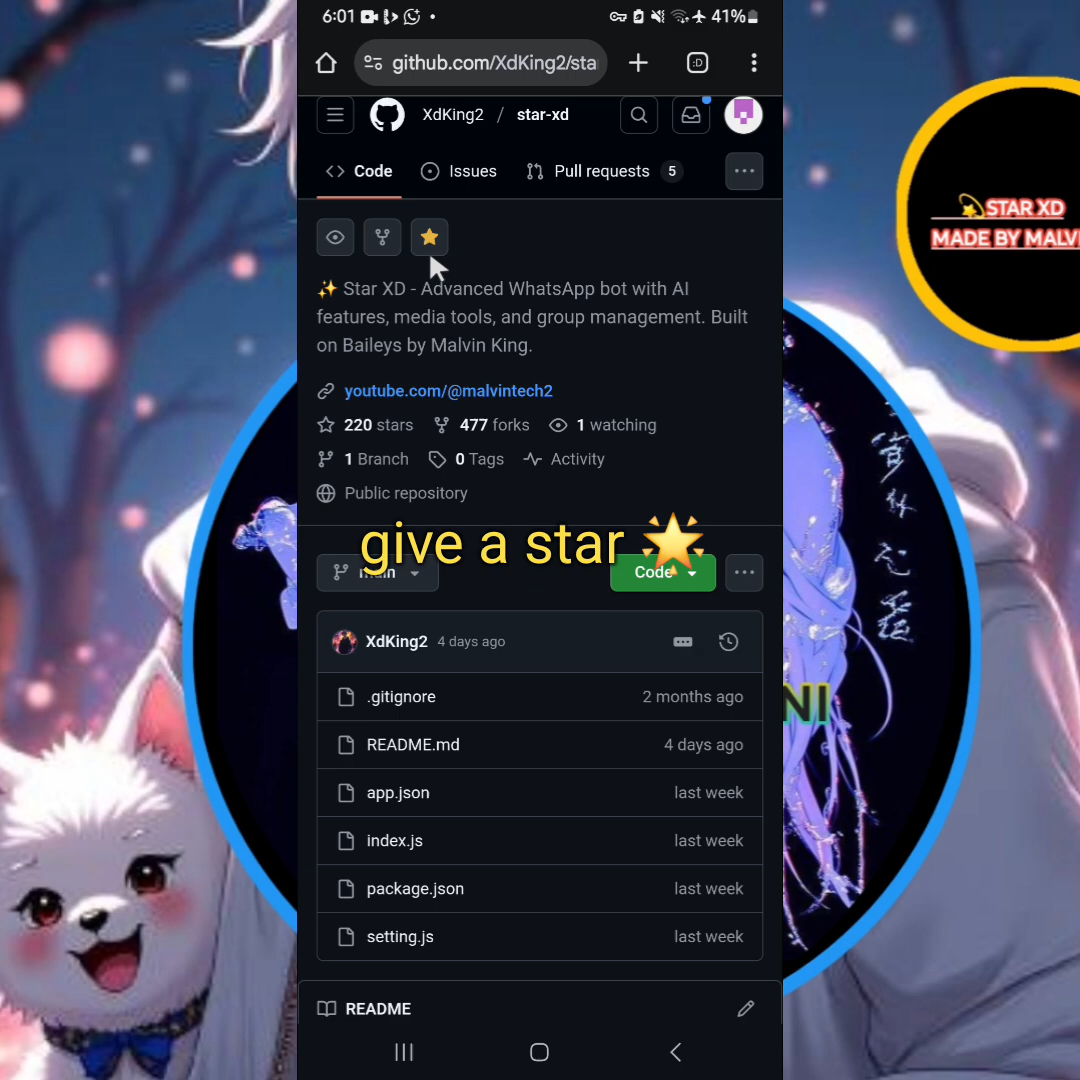 6:01
41%
github.com/XdKing2/sta
:D
XdKing2 / star-xd
Code
Issues
Pull requests 5
💫STAR XD
MADE BY MALV
✨ Star XD - Advanced WhatsApp bot with AI
features, media tools, and group management. Built
on Baileys by Malvin King.
youtube.com/@malvintech2
220 stars 477 forks 1 watching
1 Branch 0 Tags Activity
Public repository
give a star 🌟
main
Code
XdKing2 4 days ago
.gitignore 2 months ago
NI
README.md 4 days ago
app.json last week
index.js last week
package.json last week
setting.js last week
README